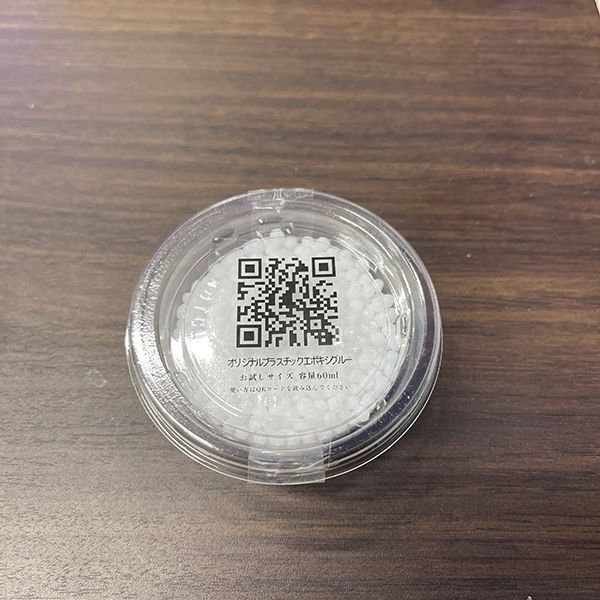 オリジナルプラスチックエポキシグルー
お試しサイズ 容量60ml
使い方はQRコードを読み込んでください